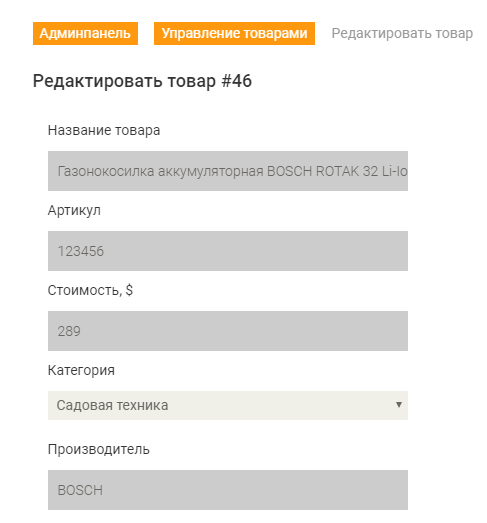 Админпанель Управление товарами Редактировать товар
Редактировать товар #46
Название товара
Газонокосилка аккумуляторная BOSCH ROTAK 32 Li-Io
Артикул
123456
Стоимость, $
289
Категория
Садовая техника
Производитель
BOSCH